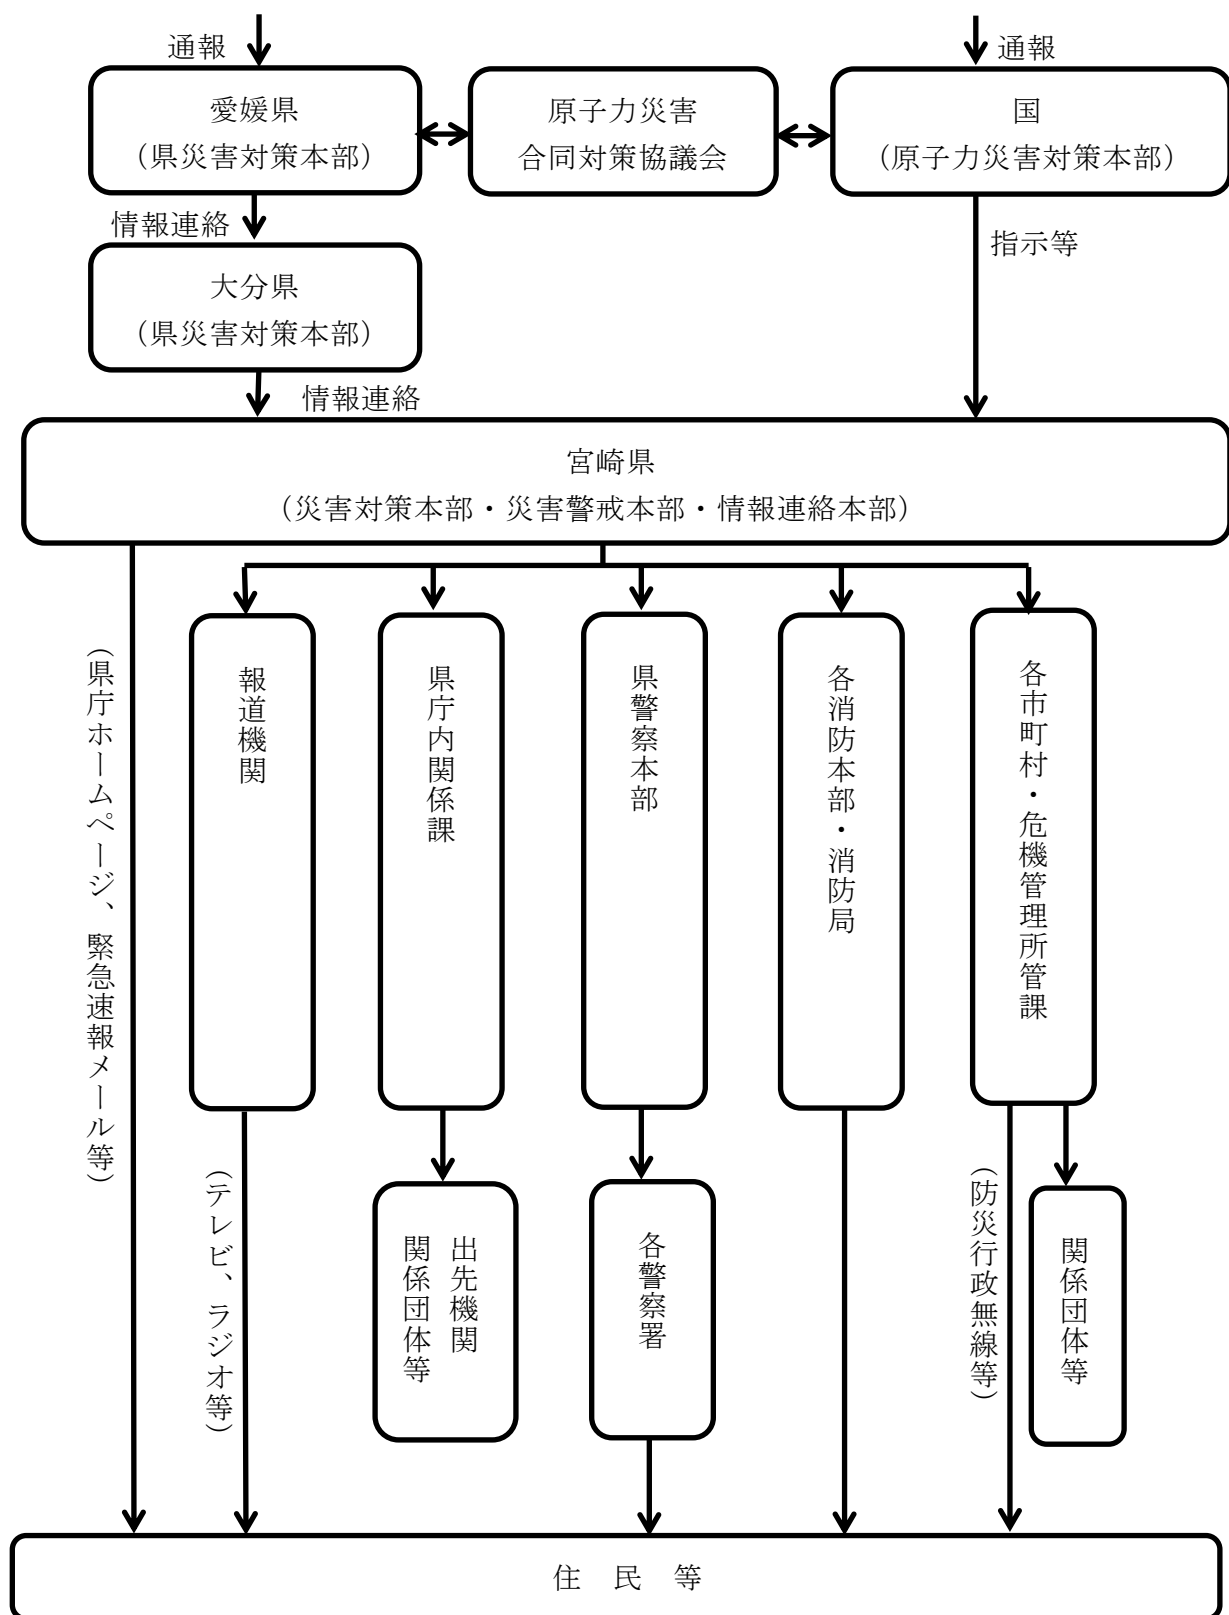 通報
通報
愛媛県
（県災害対策本部）
原子力災害
合同対策協議会
国
（原子力災害対策本部）
情報連絡
指示等
大分県
（県災害対策本部）
情報連絡
宮崎県
（災害対策本部・災害警戒本部・情報連絡本部）
（県庁ホームページ、緊急速報メール等）
報道機関
県庁内関係課
県警察本部
各消防本部・消防局
各市町村・危機管理所管課
（テレビ、ラジオ等）
出先機関
関係団体等
各警察署
（防災行政無線等）
関係団体等
住　民　等